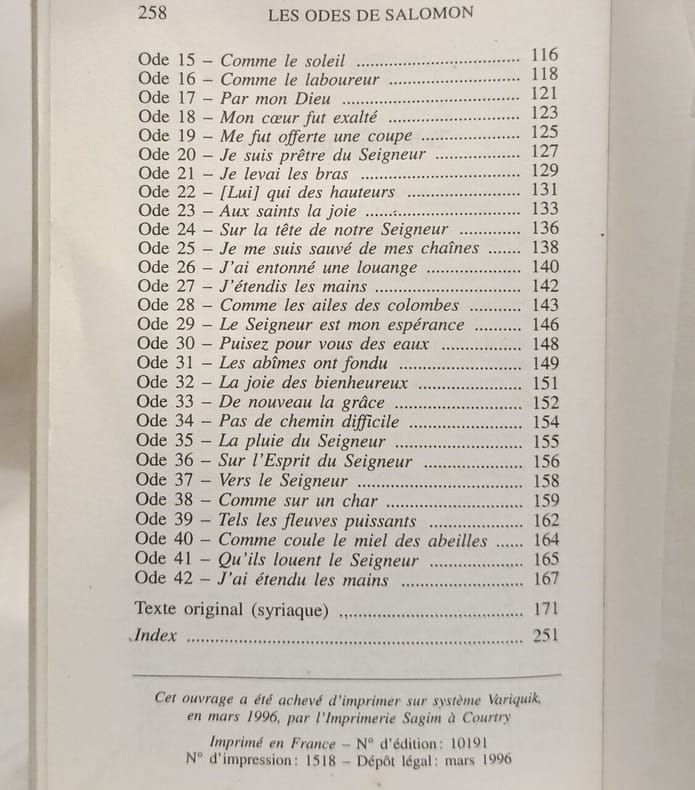 258 LES ODES DE SALOMON
Ode 15 – Comme le soleil .................................. 116
Ode 16 – Comme le laboureur ........................... 118
Ode 17 – Par mon Dieu ..................................... 121
Ode 18 – Mon cœur fut exalté ........................... 123
Ode 19 – Me fut offerte une coupe .................... 125
Ode 20 – Je suis prêtre du Seigneur .................. 127
Ode 21 – Je levai les bras ................................. 129
Ode 22 – [Lui] qui des hauteurs ....................... 131
Ode 23 – Aux saints la joie ............................... 133
Ode 24 – Sur la tête de notre Seigneur ............. 136
Ode 25 – Je me suis sauvé de mes chaînes ....... 138
Ode 26 – J'ai entonné une louange ................... 140
Ode 27 – J'étendis les mains ............................. 142
Ode 28 – Comme les ailes des colombes ........... 143
Ode 29 – Le Seigneur est mon espérance .......... 146
Ode 30 – Puisez pour vous des eaux ................ 148
Ode 31 – Les abîmes ont fondu ......................... 149
Ode 32 – La joie des bienheureux ..................... 151
Ode 33 – De nouveau la grâce .......................... 152
Ode 34 – Pas de chemin difficile ....................... 154
Ode 35 – La pluie du Seigneur .......................... 155
Ode 36 – Sur l'Esprit du Seigneur .................... 156
Ode 37 – Vers le Seigneur ................................. 158
Ode 38 – Comme sur un char ............................ 159
Ode 39 – Tels les fleuves puissants ................... 162
Ode 40 – Comme coule le miel des abeilles ...... 164
Ode 41 – Qu'ils louent le Seigneur ................... 165
Ode 42 – J'ai étendu les mains ......................... 167
Texte original (syriaque) .................................. 171
Index ............................................................... 251
Cet ouvrage a été achevé d'imprimer sur système Variquik,
en mars 1996, par l'Imprimerie Sagim à Courtry
Imprimé en France – N° d'édition : 10191
N° d'impression : 1518 – Dépôt légal : mars 1996